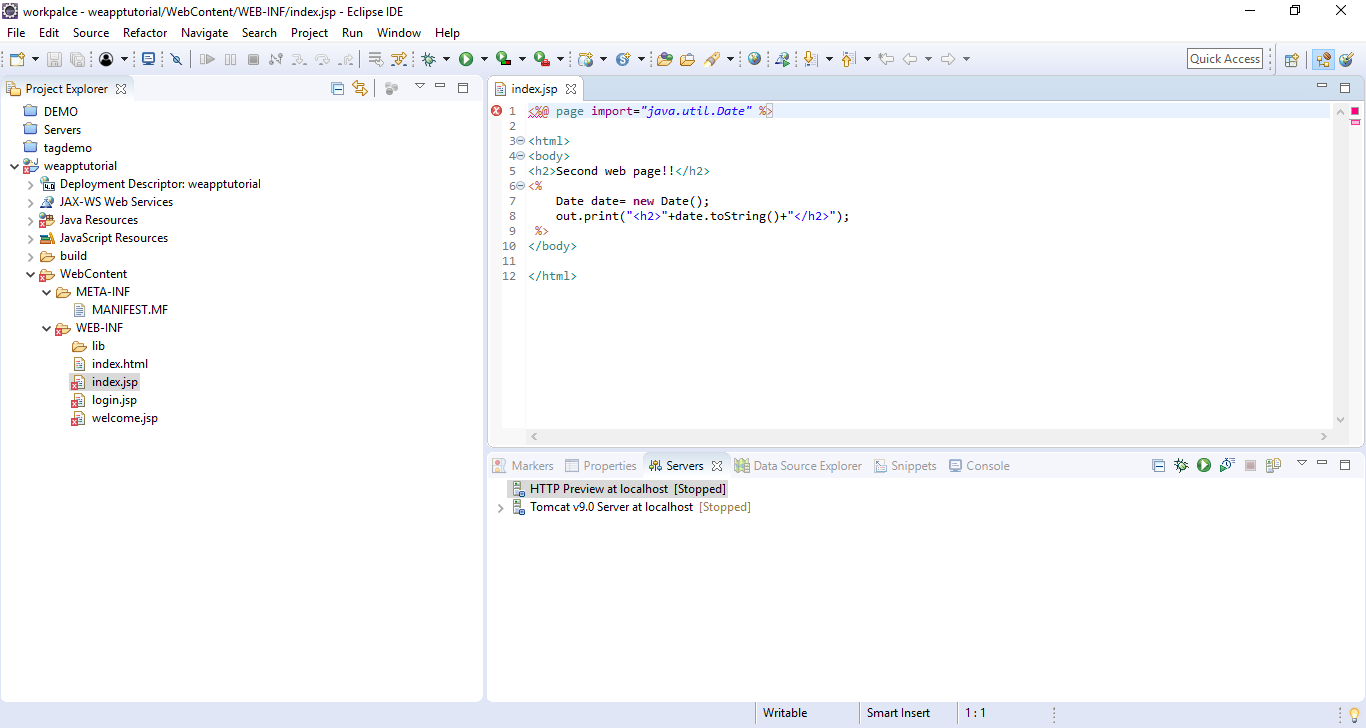 workpalce - weapptutorial/WebContent/WEB-INF/index.jsp - Eclipse IDE
File Edit Source Refactor Navigate Search Project Run Window Help
Quick Access
Project Explorer
DEMO
Servers
tagdemo
weapptutorial
Deployment Descriptor: weapptutorial
JAX-WS Web Services
Java Resources
JavaScript Resources
build
WebContent
META-INF
MANIFEST.MF
WEB-INF
lib
index.html
index.jsp
login.jsp
welcome.jsp
index.jsp
1 <%@ page import="java.util.Date" %>
2
3 <html>
4 <body>
5 <h2>Second web page!!</h2>
6 <%
7 Date date= new Date();
8 out.print("<h2>"+date.toString()+"</h2>");
9 %>
10 </body>
11
12 </html>
Markers Properties Servers Data Source Explorer Snippets Console
HTTP Preview at localhost [Stopped]
Tomcat v9.0 Server at localhost [Stopped]
Writable Smart Insert 1 : 1